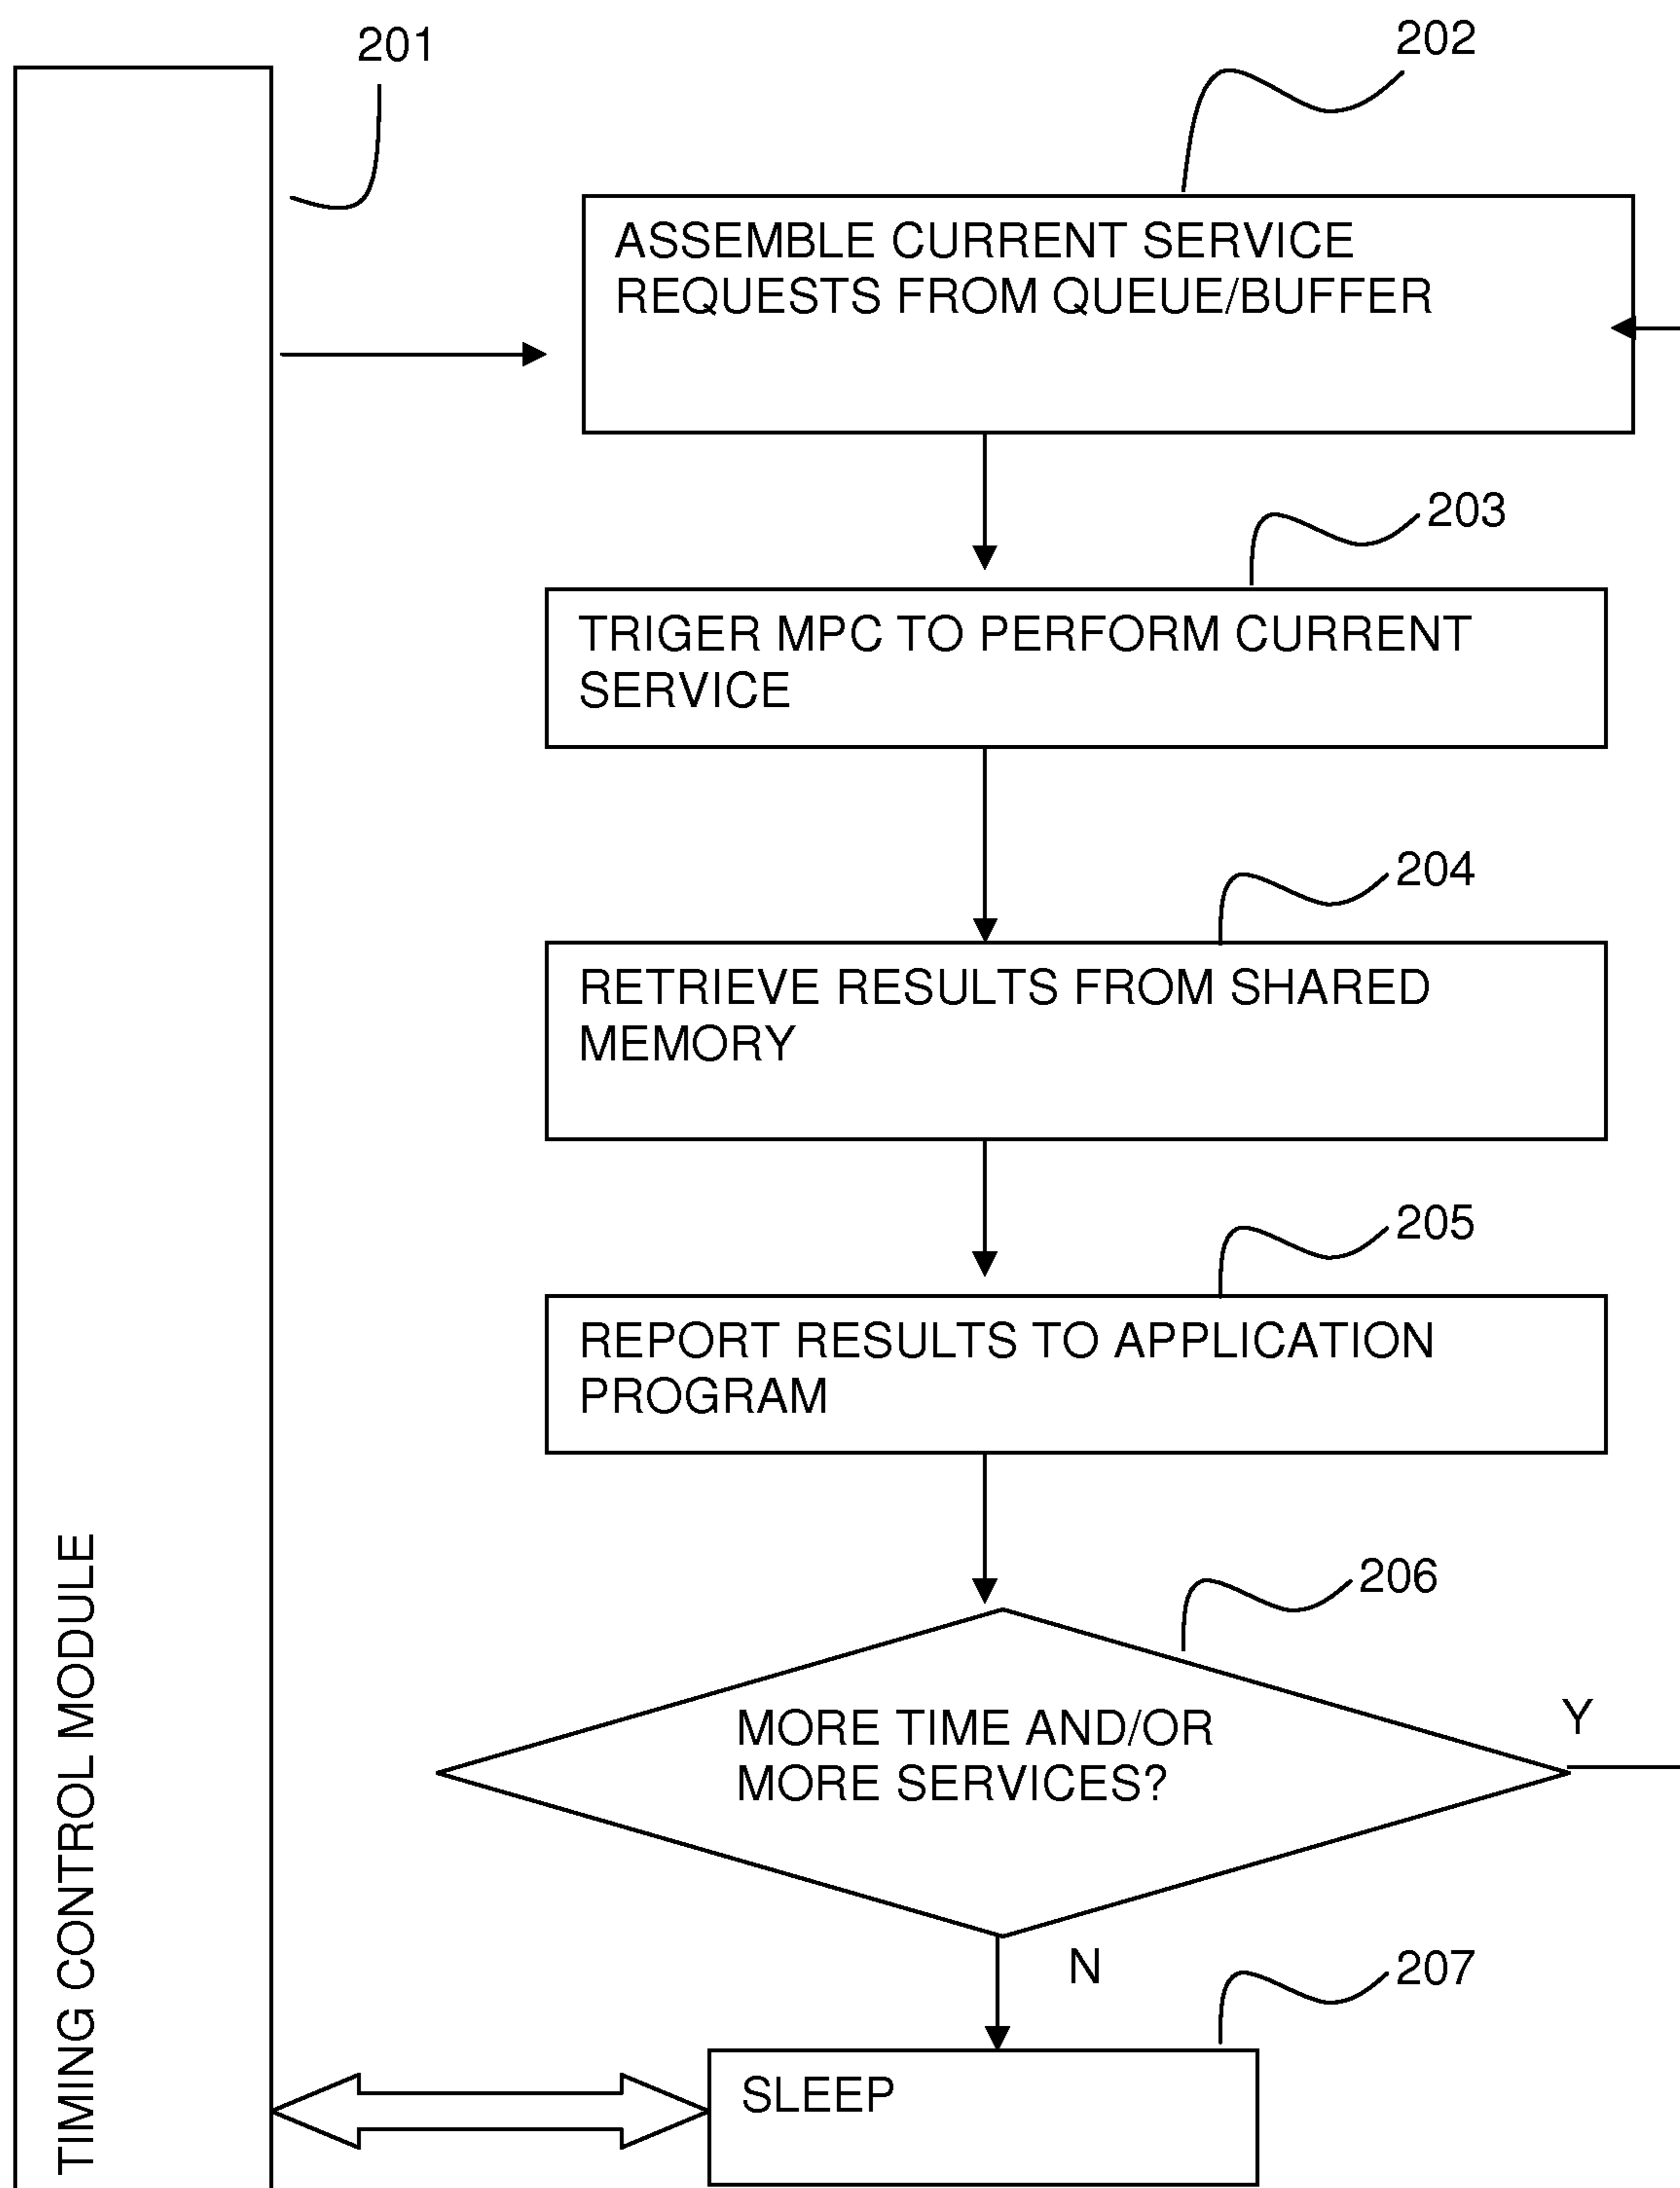 201
202
ASSEMBLE CURRENT SERVICE
REQUESTS FROM QUEUE/BUFFER
203
TRIGER MPC TO PERFORM CURRENT
SERVICE
204
RETRIEVE RESULTS FROM SHARED
MEMORY
205
REPORT RESULTS TO APPLICATION
PROGRAM
206
MORE TIME AND/OR
MORE SERVICES?
Y
N
207
SLEEP
TIMING CONTROL MODULE